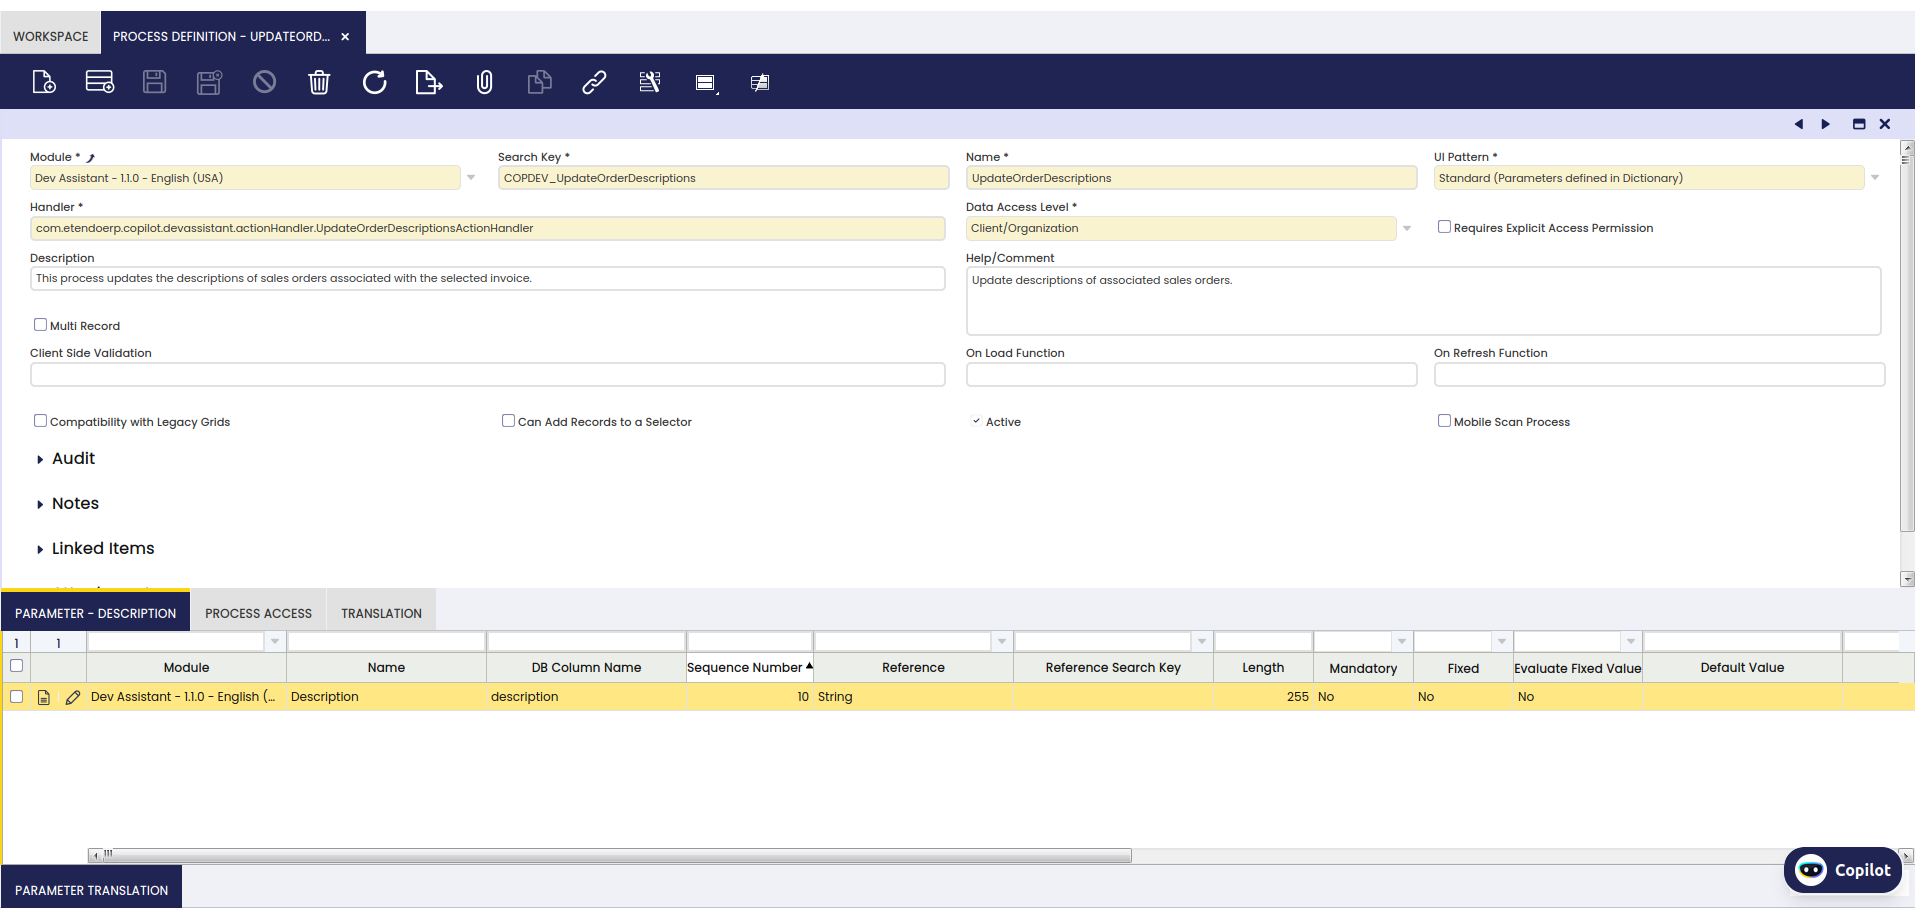 WORKSPACE
PROCESS DEFINITION - UPDATEORD...
Module *
Search Key *
Name *
UI Pattern *
Dev Assistant - 1.1.0 - English (USA)
COPDEV_UpdateOrderDescriptions
UpdateOrderDescriptions
Standard (Parameters defined in Dictionary)
Handler *
Data Access Level *
com.etendoerp.copilot.devassistant.actionHandler.UpdateOrderDescriptionsActionHandler
Client/Organization
Requires Explicit Access Permission
Description
Help/Comment
This process updates the descriptions of sales orders associated with the selected invoice.
Update descriptions of associated sales orders.
Multi Record
Client Side Validation
On Load Function
On Refresh Function
Compatibility with Legacy Grids
Can Add Records to a Selector
Active
Mobile Scan Process
Audit
Notes
Linked Items
PARAMETER - DESCRIPTION
PROCESS ACCESS
TRANSLATION
1
1
Module
Name
DB Column Name
Sequence Number
Reference
Reference Search Key
Length
Mandatory
Fixed
Evaluate Fixed Value
Default Value
Dev Assistant - 1.1.0 - English (...
Description
description
10
String
255
No
No
No
PARAMETER TRANSLATION
Copilot